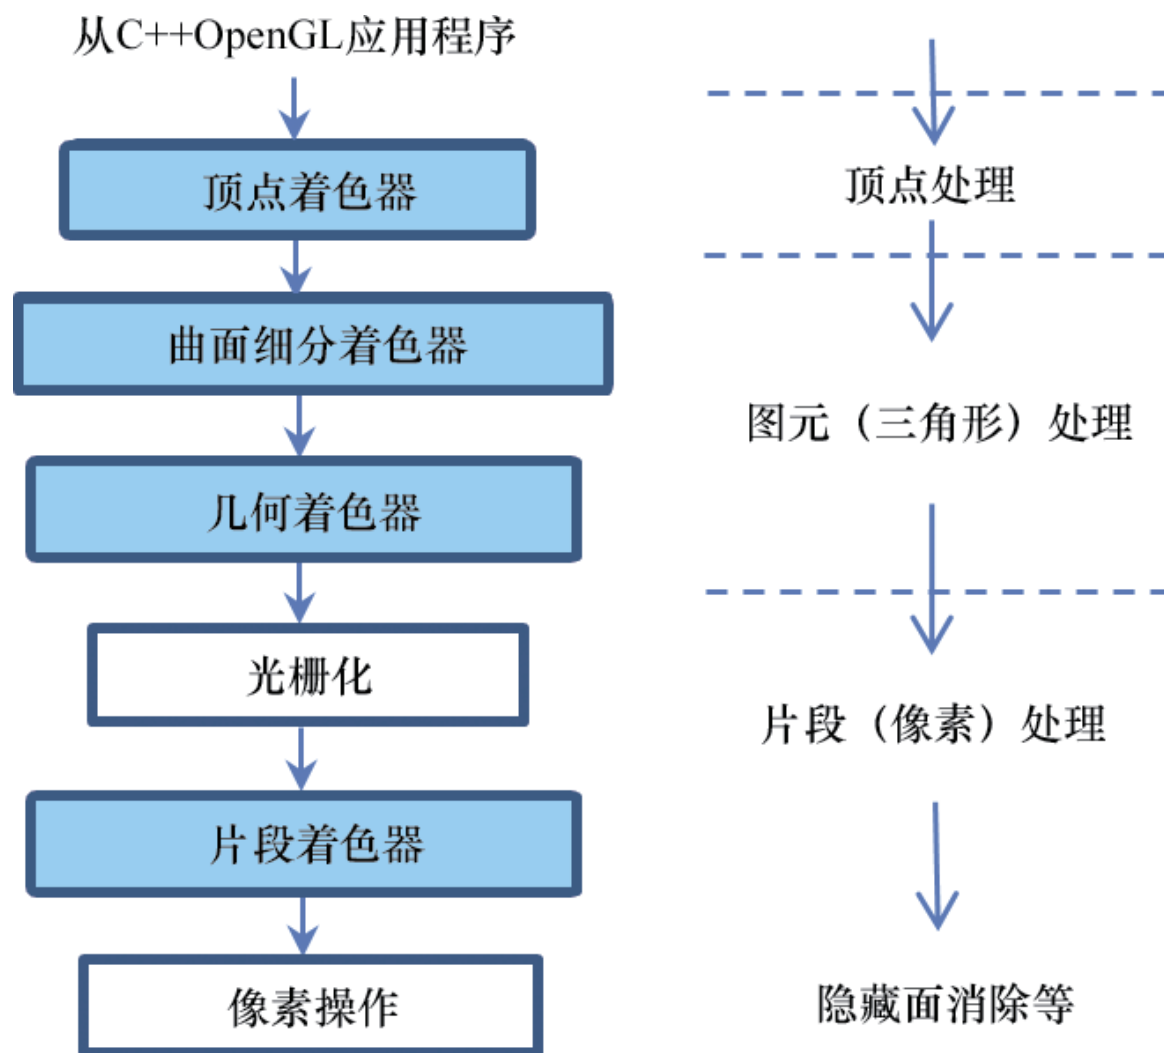 从C++OpenGL应用程序
顶点着色器
曲面细分着色器
几何着色器
光栅化
片段着色器
像素操作
顶点处理
图元（三角形）处理
片段（像素）处理
隐藏面消除等